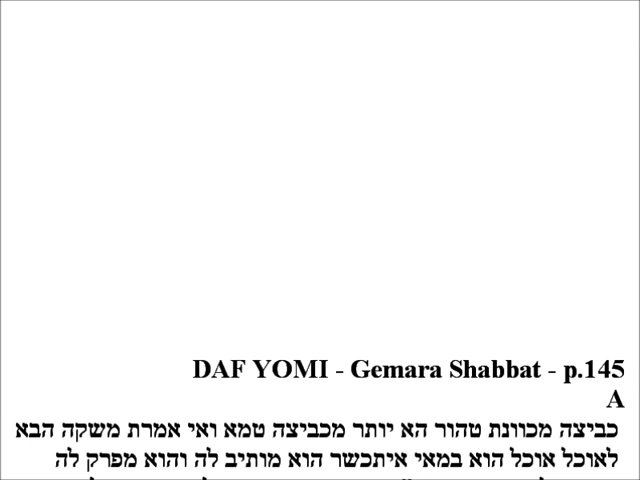 DAF YOMI - Gemara Shabbat - p.145
A
כביצה מכוונת טהור הא יותר מכביצה טמא ואי אמרת משקה הבא
לאוכל אוכל הוא במאי איתכשר הוא מותיב לה והוא מפרק לה